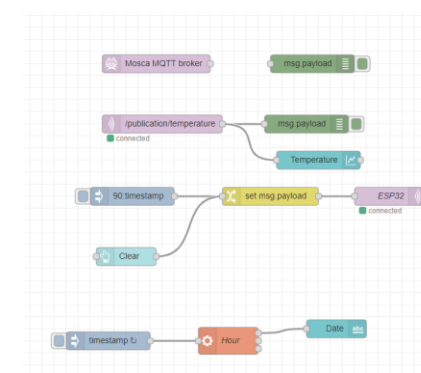 Mosca MQTT broker
msg.payload
/publication/temperature
msg.payload
connected
Temperature
90:timestamp
set msg.payload
ESP32
connected
Clear
timestamp ↻
Hour
Date